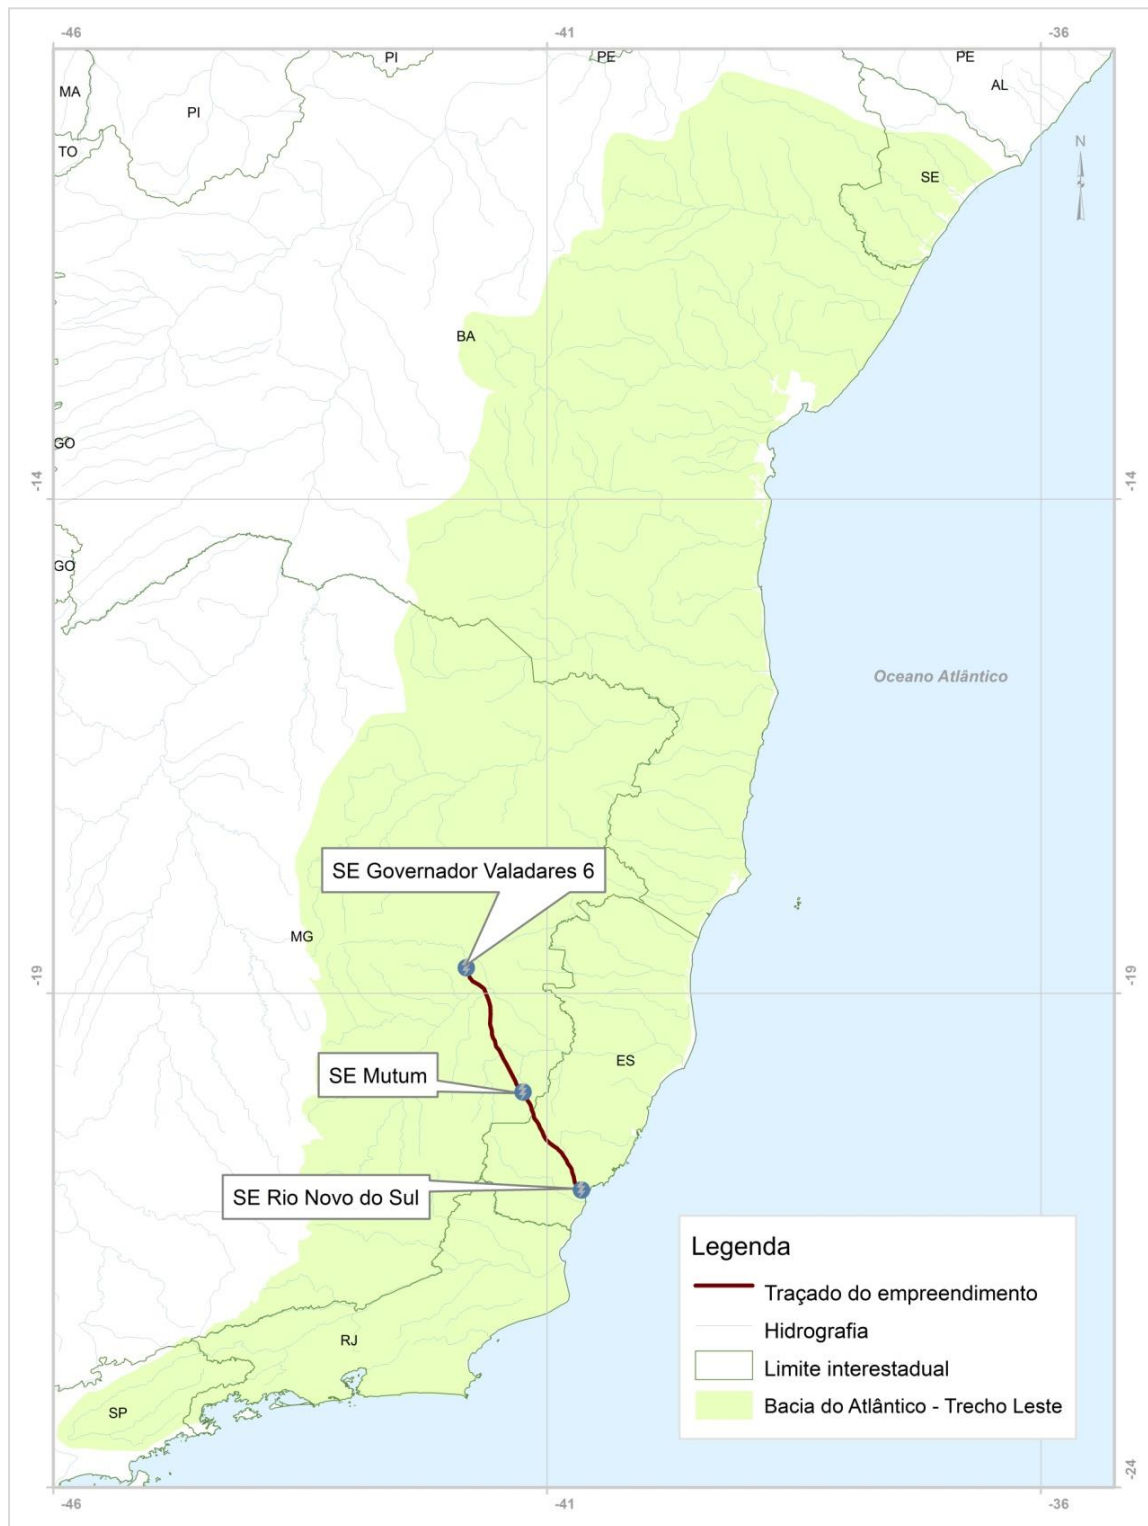 -46
-41
-36
PI
PE
PE
MA
AL
PI
TO
N
SE
BA
GO
-14
-14
GO
Oceano Atlântico
SE Governador Valadares 6
MG
-19
-19
ES
SE Mutum
SE Rio Novo do Sul
Legenda
Traçado do empreendimento
Hidrografia
Limite interestadual
Bacia do Atlântico - Trecho Leste
RJ
SP
-24
-46
-41
-36